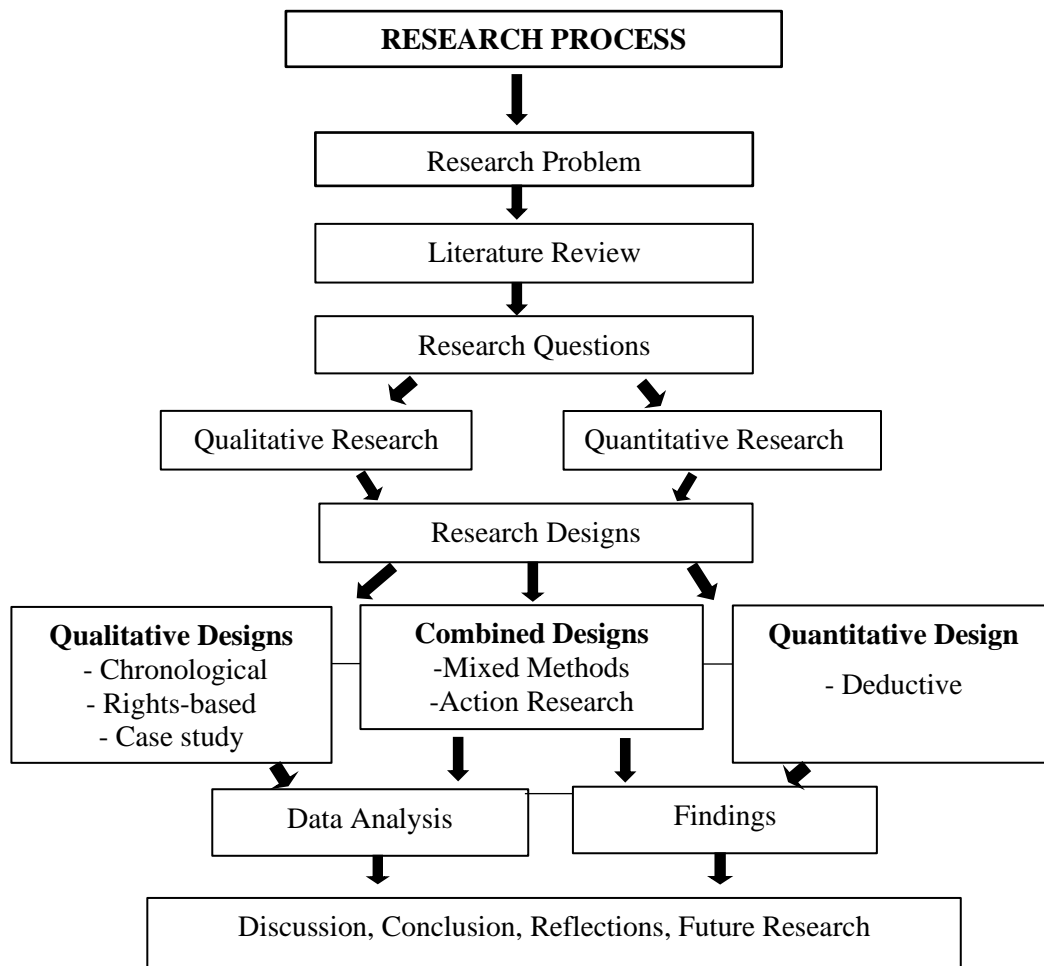 RESEARCH PROCESS
Research Problem
Literature Review
Research Questions
Qualitative Research
Quantitative Research
Research Designs
Qualitative Designs
- Chronological
- Rights-based
- Case study
Combined Designs
-Mixed Methods
-Action Research
Quantitative Design
- Deductive
Data Analysis
Findings
Discussion, Conclusion, Reflections, Future Research